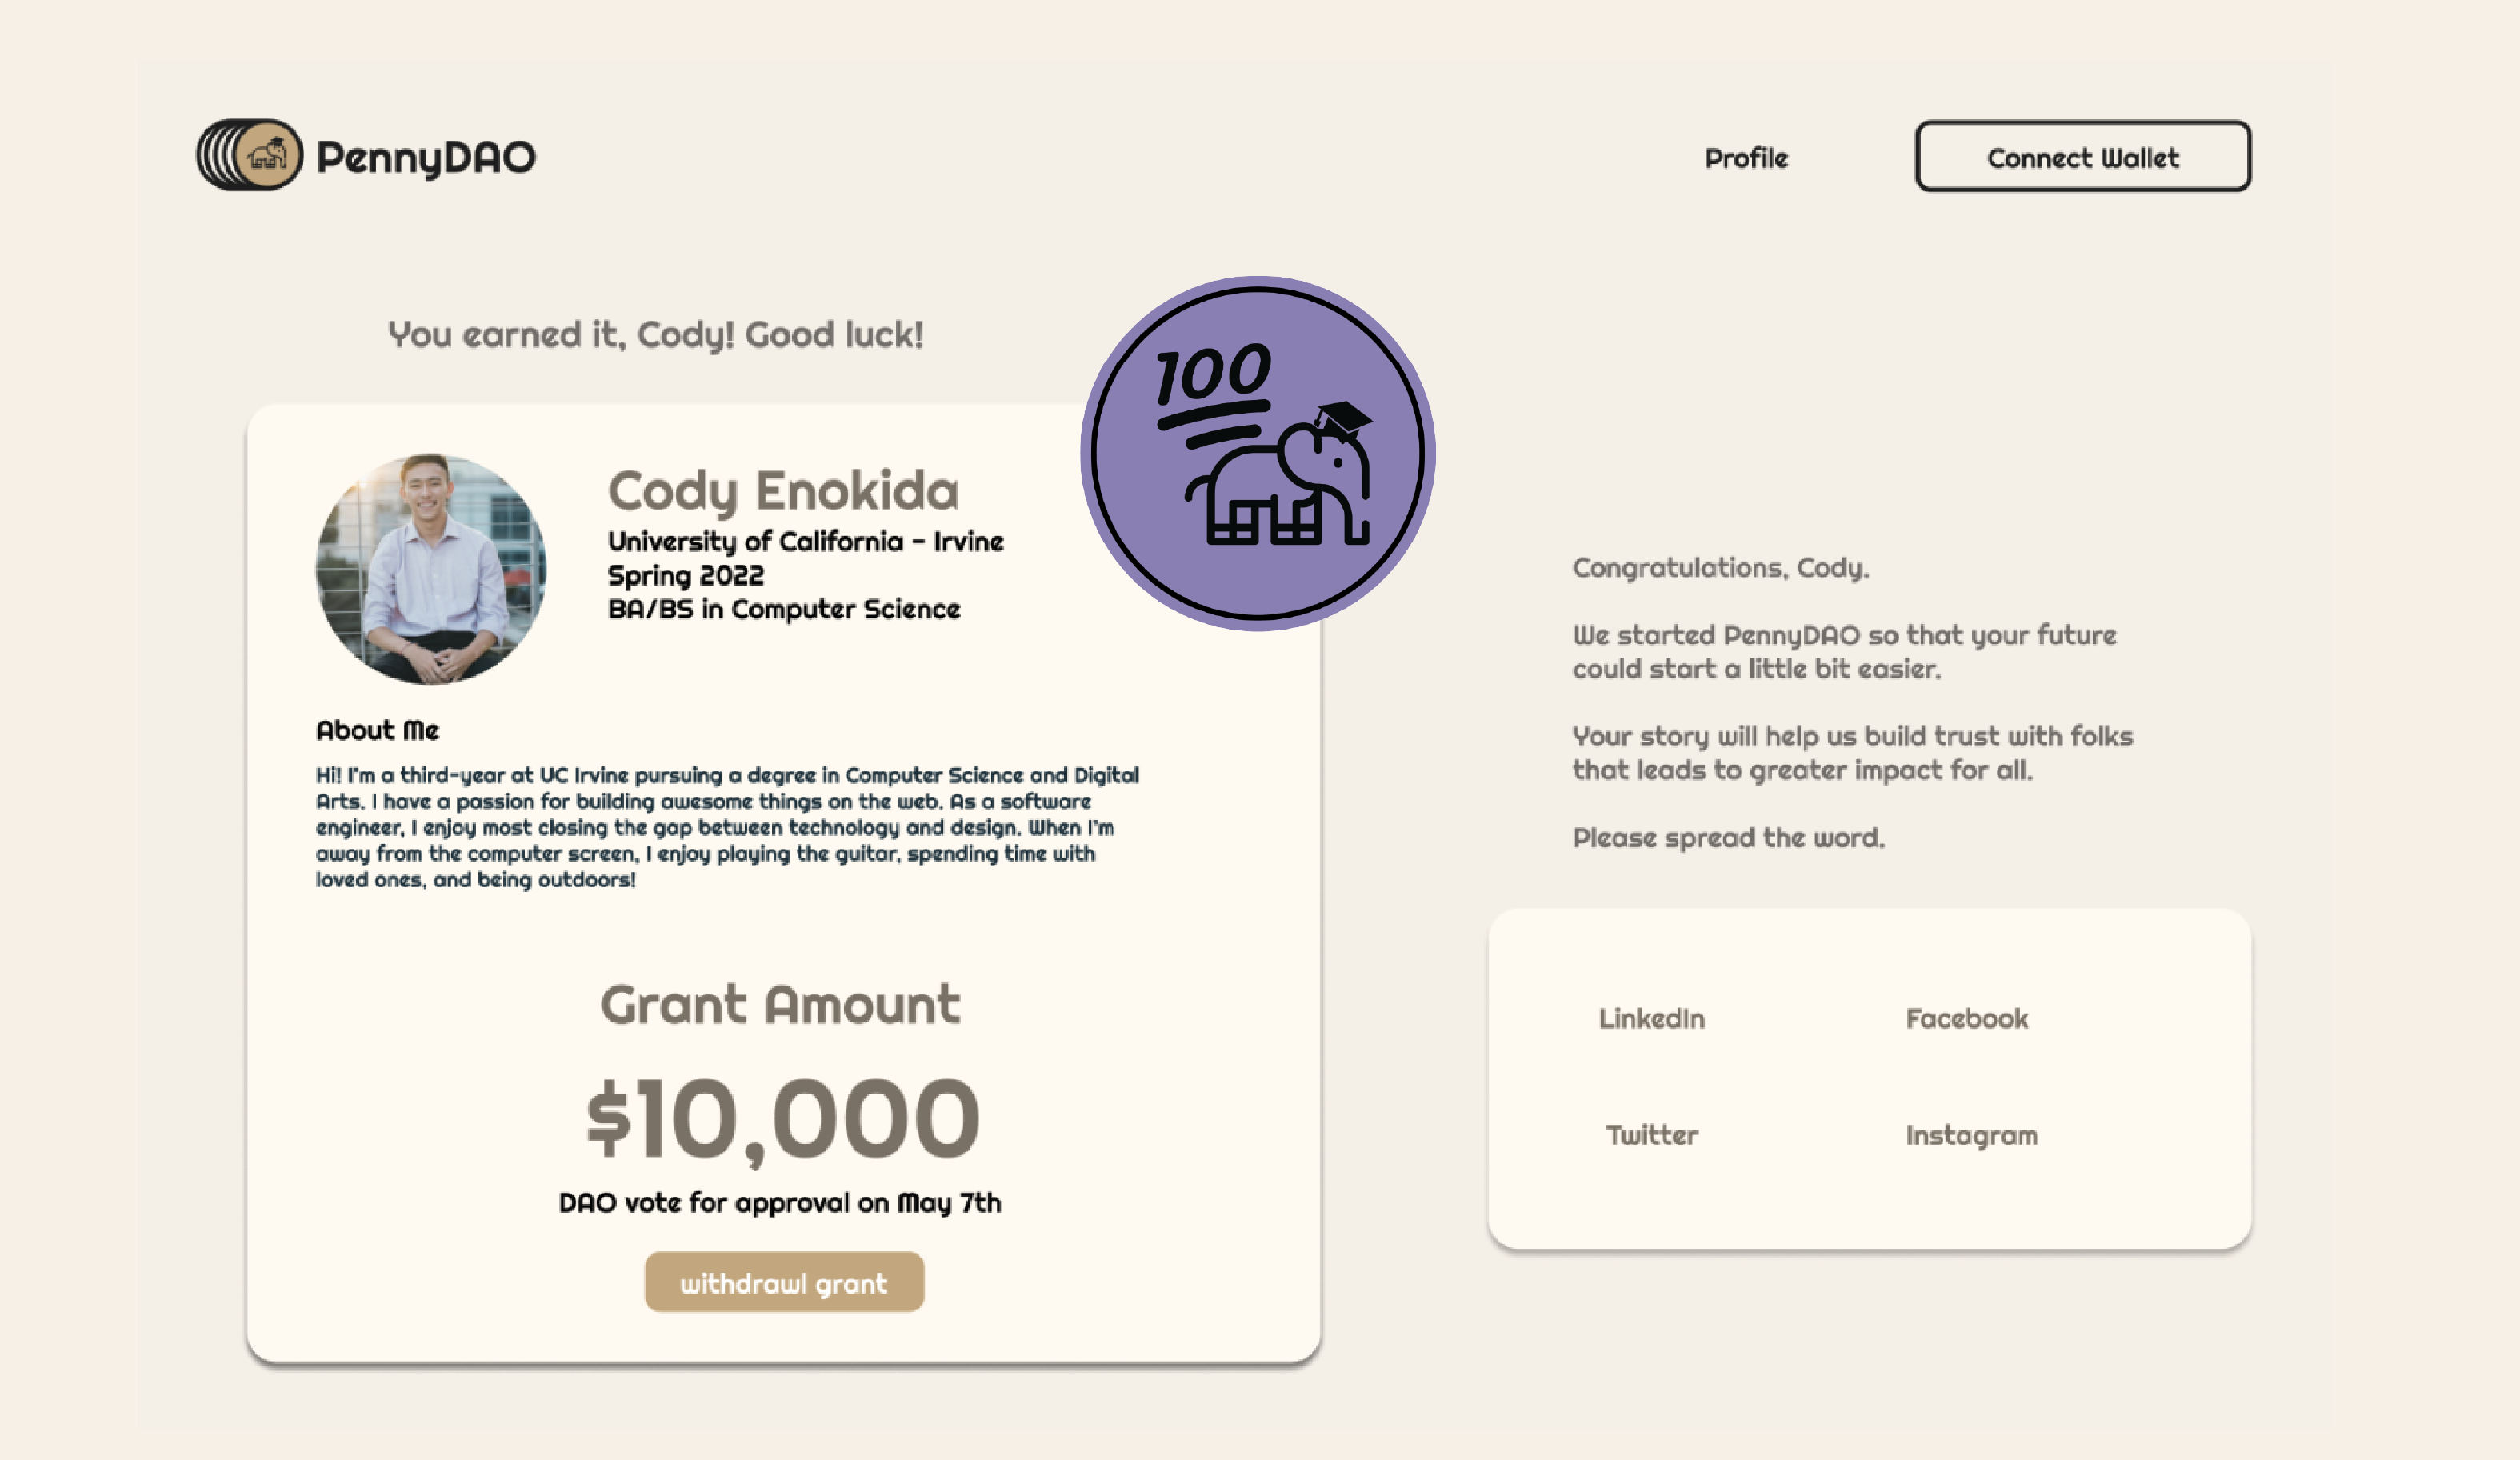 PennyDAO
Profile
Connect Wallet
You earned it, Cody! Good luck!
100
Cody Enokida
University of California - Irvine
Spring 2022
BA/BS in Computer Science
About Me
Hi! I'm a third-year at UC Irvine pursuing a degree in Computer Science and Digital
Arts. I have a passion for building awesome things on the web. As a software
engineer, I enjoy most closing the gap between technology and design. When I'm
away from the computer screen, I enjoy playing the guitar, spending time with
loved ones, and being outdoors!
Grant Amount
$10,000
DAO vote for approval on May 7th
withdrawl grant
Congratulations, Cody.
We started PennyDAO so that your future
could start a little bit easier.
Your story will help us build trust with folks
that leads to greater impact for all.
Please spread the word.
LinkedIn
Facebook
Twitter
Instagram